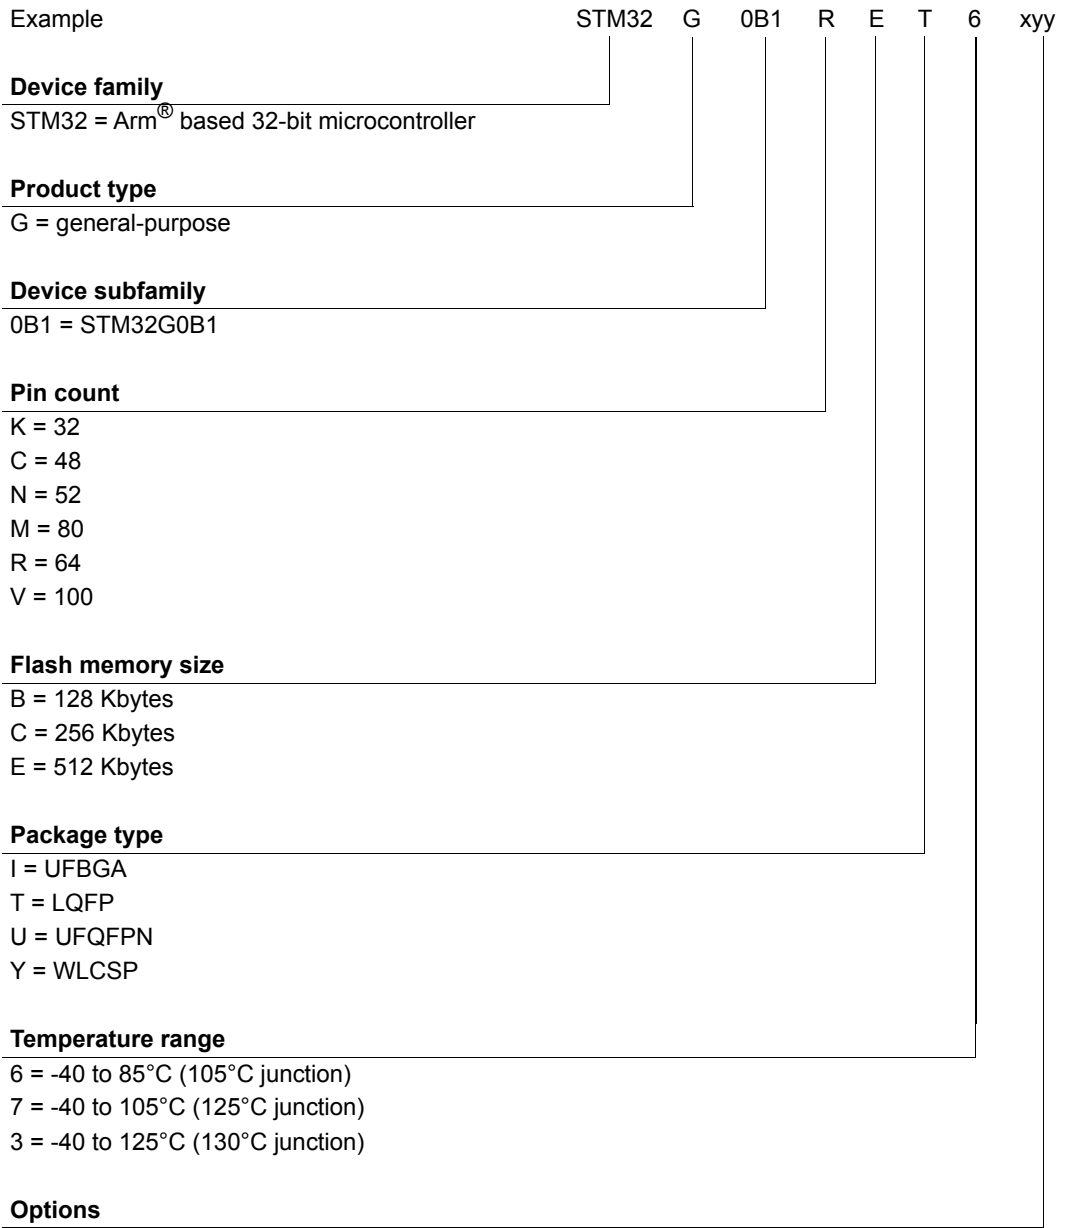 Example STM32 G 0B1 R E T 6 xyy
Device family
STM32 = Arm® based 32-bit microcontroller
Product type
G = general-purpose
Device subfamily
0B1 = STM32G0B1
Pin count
K = 32
C = 48
N = 52
M = 80
R = 64
V = 100
Flash memory size
B = 128 Kbytes
C = 256 Kbytes
E = 512 Kbytes
Package type
I = UFBGA
T = LQFP
U = UFQFPN
Y = WLCSP
Temperature range
6 = -40 to 85°C (105°C junction)
7 = -40 to 105°C (125°C junction)
3 = -40 to 125°C (130°C junction)
Options